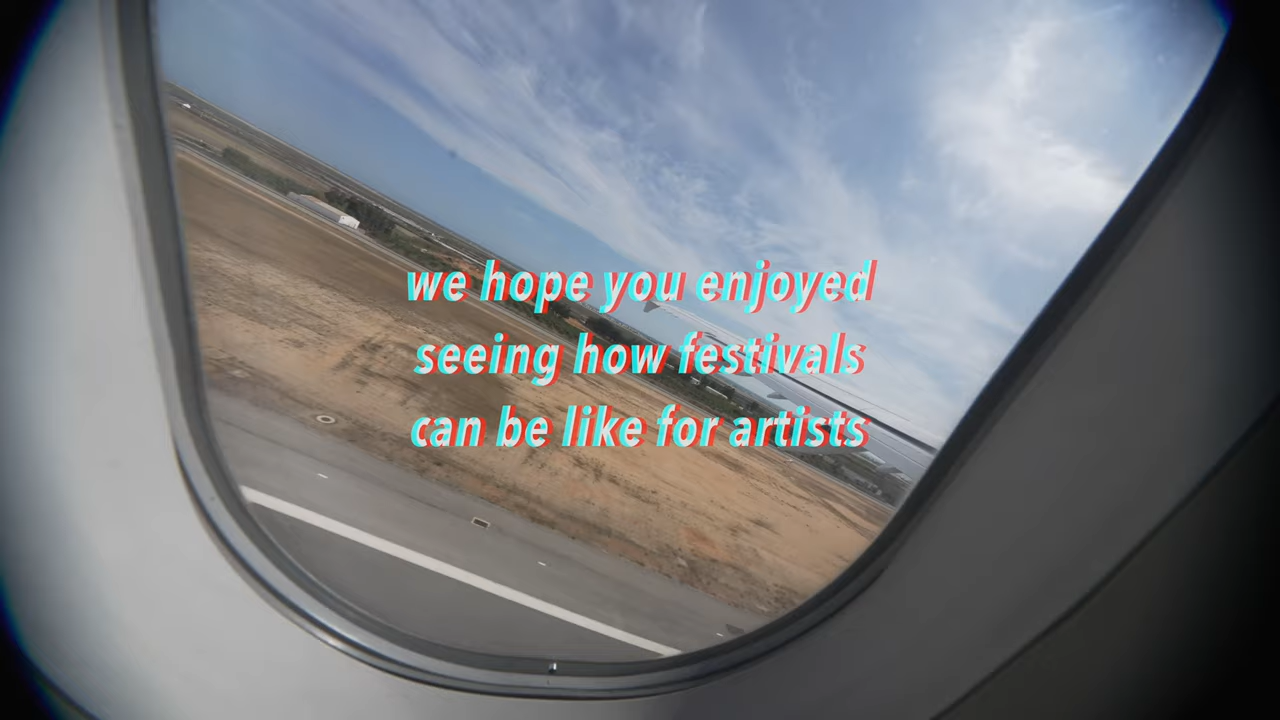 we hope you enjoyed
seeing how festivals
can be like for artists